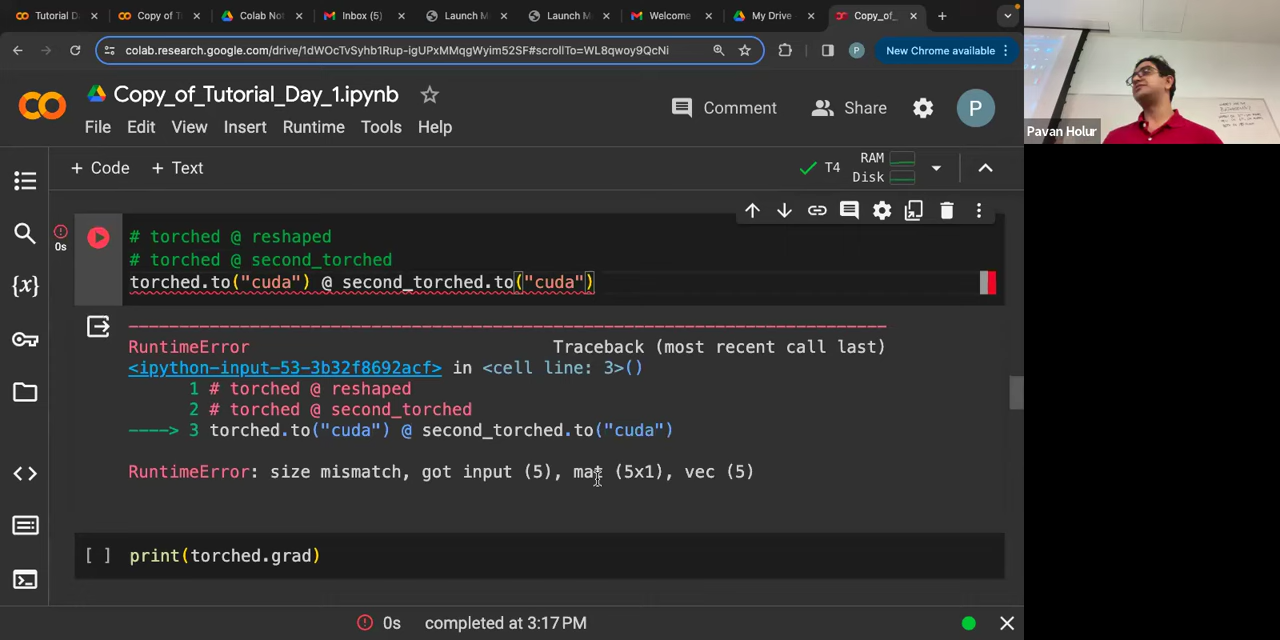 Tutorial D
Copy of T
Colab Not
Inbox (5)
Launch M
Launch M
Welcome
My Drive
Copy_of_
colab.research.google.com/drive/1dWOcTvSyhb1Rup-igUPxMMqgWyim52SF#scrollTo=WL8qwoy9QcNi
P
New Chrome available
Copy_of_Tutorial_Day_1.ipynb
Comment
Share
P
File Edit View Insert Runtime Tools Help
Pavan Holur
+ Code + Text
T4
RAM
Disk
{x}
0s
# torched @ reshaped
# torched @ second_torched
torched.to("cuda") @ second_torched.to("cuda")
RuntimeError Traceback (most recent call last)
<ipython-input-53-3b32f8692acf> in <cell line: 3>()
1 # torched @ reshaped
2 # torched @ second_torched
----> 3 torched.to("cuda") @ second_torched.to("cuda")
RuntimeError: size mismatch, got input (5), mat (5x1), vec (5)
[ ] print(torched.grad)
0s completed at 3:17PM